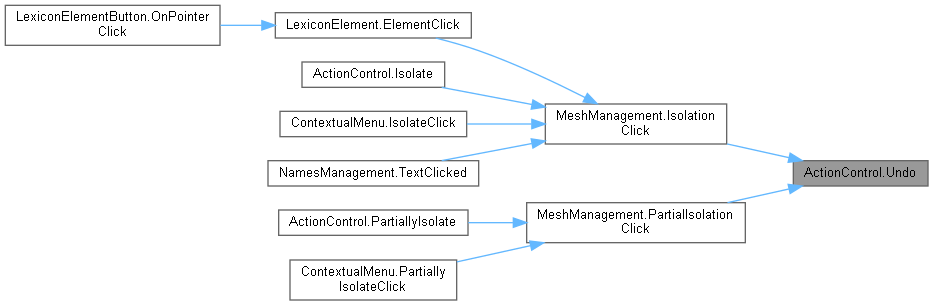 LexiconElementButton.OnPointer
Click
LexiconElement.ElementClick
ActionControl.Isolate
ContextualMenu.IsolateClick
NamesManagement.TextClicked
MeshManagement.Isolation
Click
ActionControl.Undo
ActionControl.PartiallyIsolate
MeshManagement.PartialIsolation
Click
ContextualMenu.Partially
IsolateClick